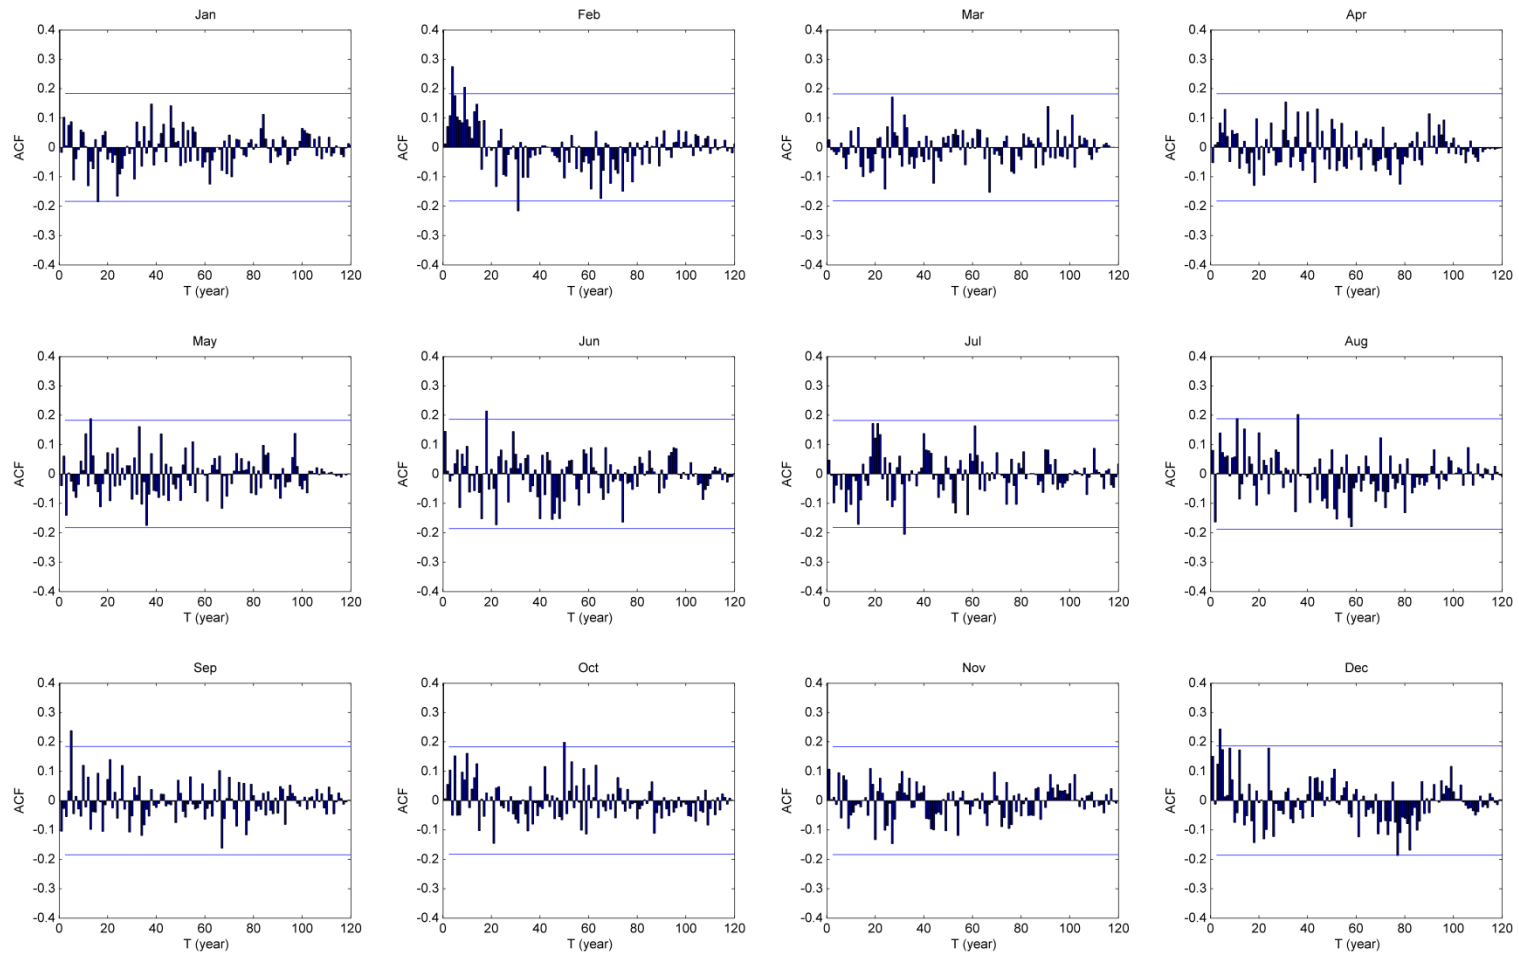 Jan Feb Mar Apr
0.4 0.4 0.4 0.4
0.3 0.3 0.3 0.3
0.2 0.2 0.2 0.2
0.1 0.1 0.1 0.1
ACF 0 ACF 0 ACF 0 ACF 0
-0.1 -0.1 -0.1 -0.1
-0.2 -0.2 -0.2 -0.2
-0.3 -0.3 -0.3 -0.3
-0.4 -0.4 -0.4 -0.4
0 20 40 60 80 100 120 0 20 40 60 80 100 120 0 20 40 60 80 100 120 0 20 40 60 80 100 120
T (year) T (year) T (year) T (year)
May Jun Jul Aug
0.4 0.4 0.4 0.4
0.3 0.3 0.3 0.3
0.2 0.2 0.2 0.2
0.1 0.1 0.1 0.1
ACF 0 ACF 0 ACF 0 ACF 0
-0.1 -0.1 -0.1 -0.1
-0.2 -0.2 -0.2 -0.2
-0.3 -0.3 -0.3 -0.3
-0.4 -0.4 -0.4 -0.4
0 20 40 60 80 100 120 0 20 40 60 80 100 120 0 20 40 60 80 100 120 0 20 40 60 80 100 120
T (year) T (year) T (year) T (year)
Sep Oct Nov Dec
0.4 0.4 0.4 0.4
0.3 0.3 0.3 0.3
0.2 0.2 0.2 0.2
0.1 0.1 0.1 0.1
ACF 0 ACF 0 ACF 0 ACF 0
-0.1 -0.1 -0.1 -0.1
-0.2 -0.2 -0.2 -0.2
-0.3 -0.3 -0.3 -0.3
-0.4 -0.4 -0.4 -0.4
0 20 40 60 80 100 120 0 20 40 60 80 100 120 0 20 40 60 80 100 120 0 20 40 60 80 100 120
T (year) T (year) T (year) T (year)